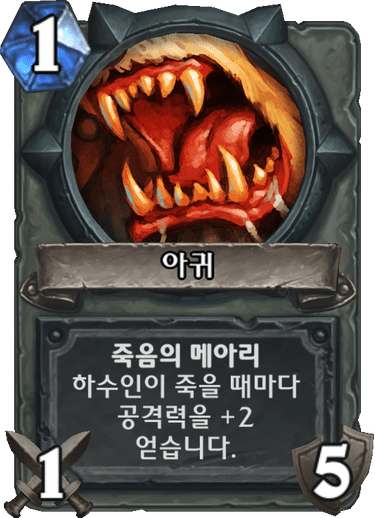 1
아귀
죽음의 메아리
하수인이 죽을 때마다
공격력을 +2
얻습니다.
1
5